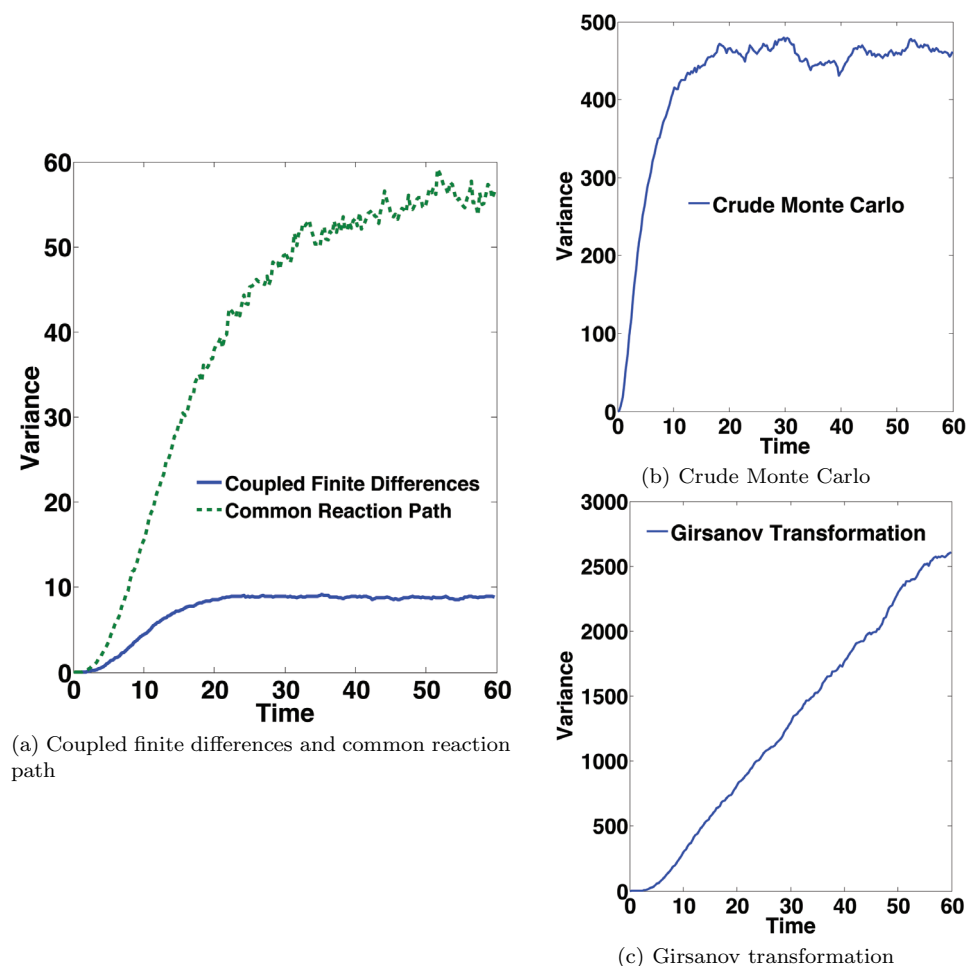 60
50
40
30
20
10
0
Variance
Coupled Finite Differences
Common Reaction Path
0 10 20 30 40 50 60
Time
(a) Coupled finite differences and common reaction
path
500
400
300
200
100
0
Variance
Crude Monte Carlo
0 10 20 30 40 50 60
Time
(b) Crude Monte Carlo
3000
2500
2000
1500
1000
500
0
Variance
Girsanov Transformation
0 10 20 30 40 50 60
Time
(c) Girsanov transformation